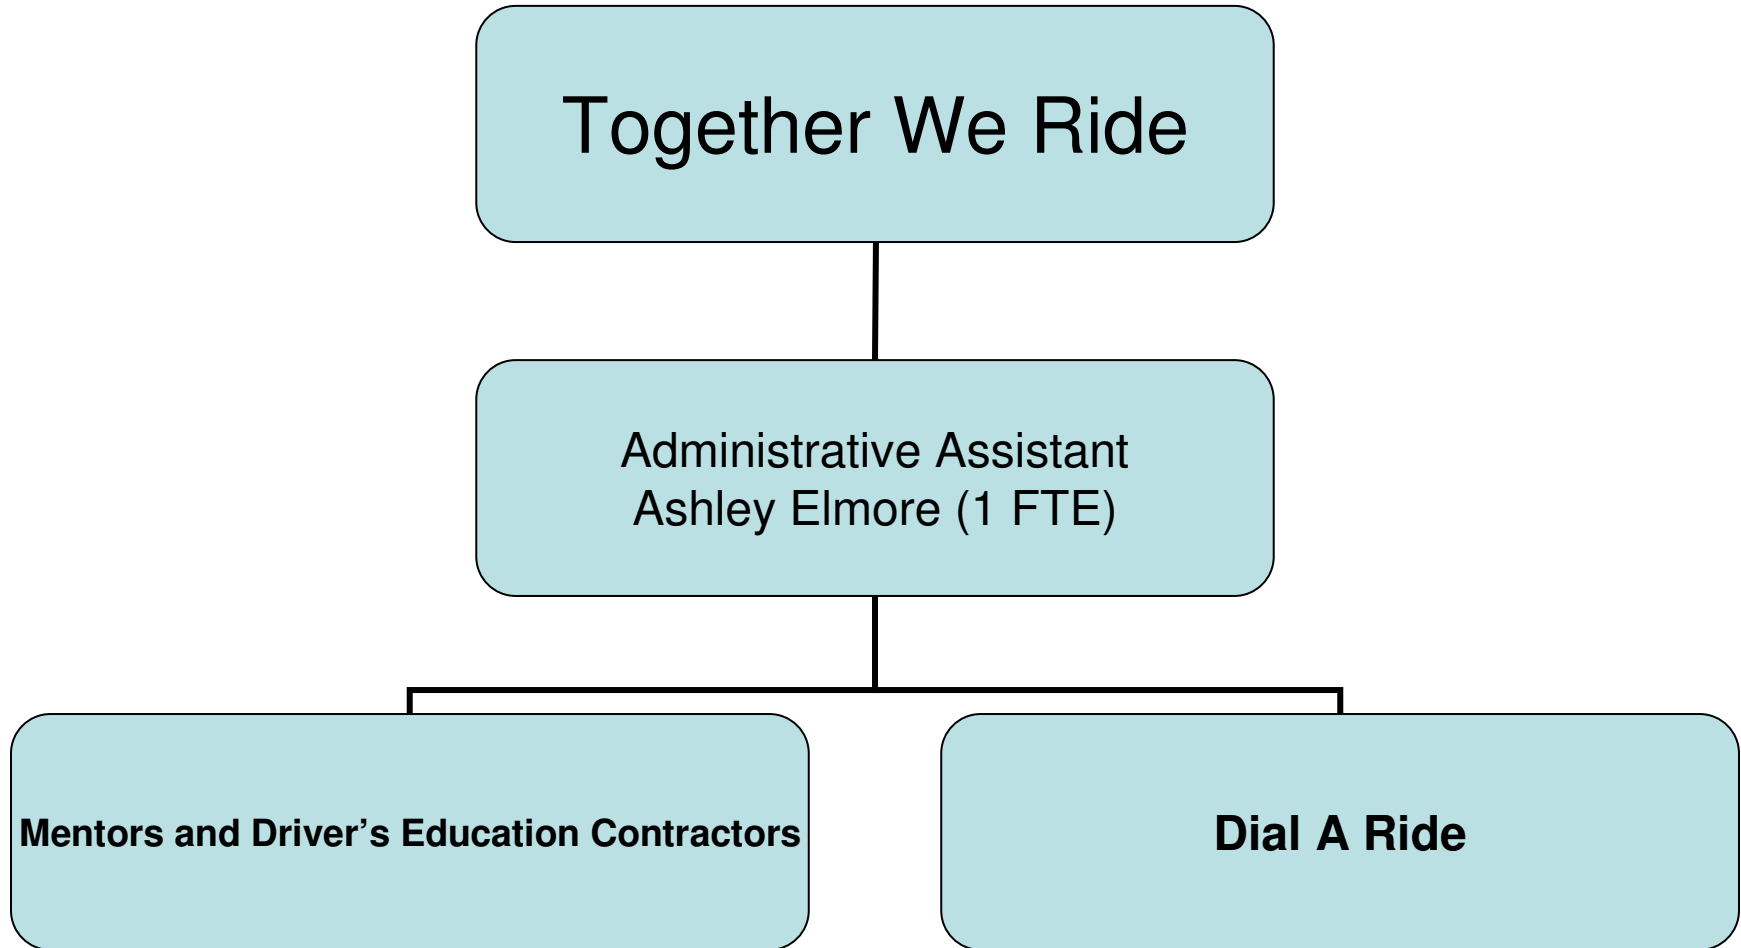 Together We Ride
Administrative Assistant
Ashley Elmore (1 FTE)
Mentors and Driver’s Education Contractors
Dial A Ride